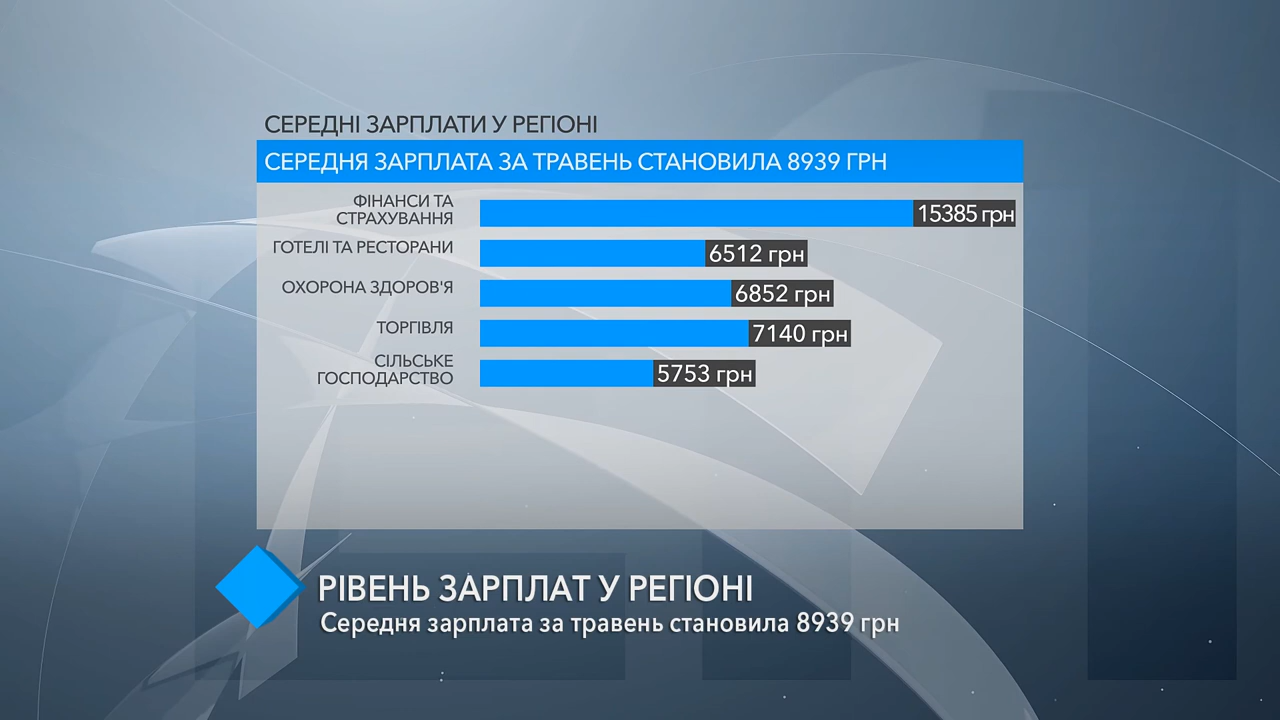 СЕРЕДНІ ЗАРПЛАТИ У РЕГІОНІ
СЕРЕДНЯ ЗАРПЛАТА ЗА ТРАВЕНЬ СТАНОВИЛА 8939 ГРН
ФІНАНСИ ТА
СТРАХУВАННЯ
15385 грн
ГОТЕЛІ ТА РЕСТОРАНИ
6512 грн
ОХОРОНА ЗДОРОВ'Я
6852 грн
ТОРГІВЛЯ
7140 грн
СІЛЬСЬКЕ
ГОСПОДАРСТВО
5753 грн
РІВЕНЬ ЗАРПЛАТ У РЕГІОНІ
Середня зарплата за травень становила 8939 грн